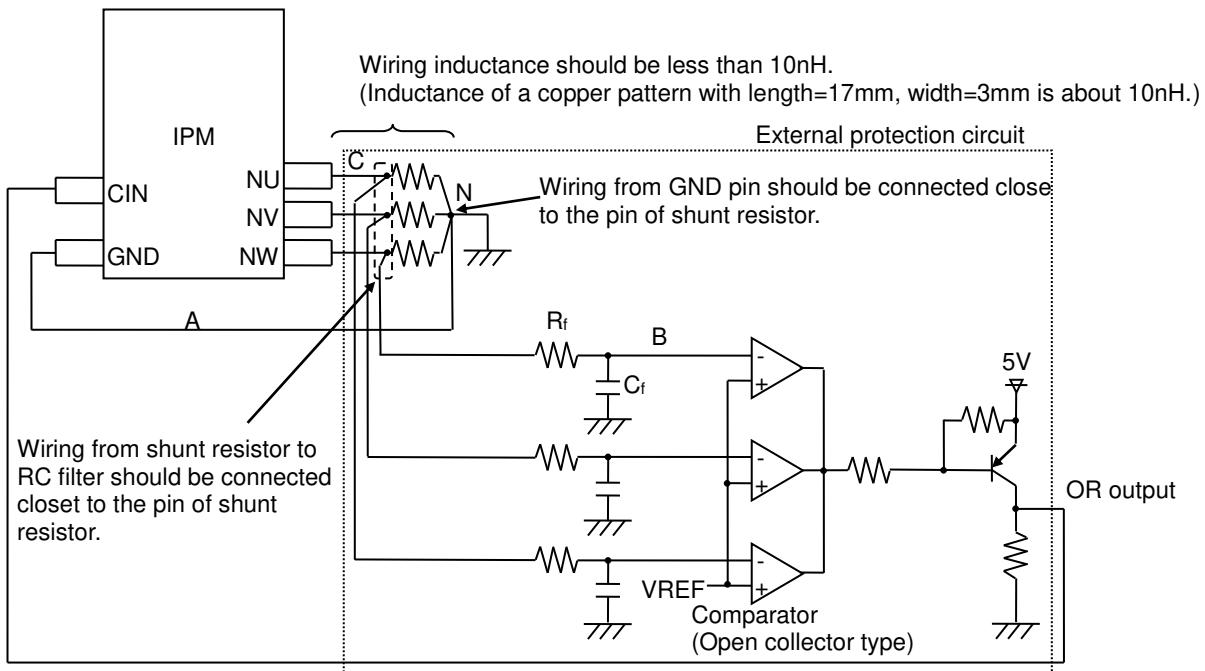 Wiring inductance should be less than 10nH.
(Inductance of a copper pattern with length=17mm, width=3mm is about 10nH.)
External protection circuit
IPM
C
NU
N
CIN
NV
Wiring from GND pin should be connected close
to the pin of shunt resistor.
GND
NW
A
Rf
B
-
+
Cf
5V
Wiring from shunt resistor to
RC filter should be connected
closet to the pin of shunt
resistor.
-
+
OR output
-
+
VREF
Comparator
(Open collector type)